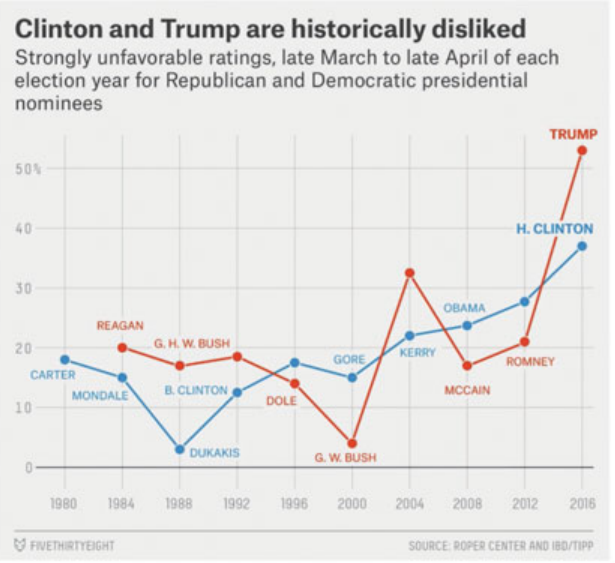 Clinton and Trump are historically disliked
Strongly unfavorable ratings, late March to late April of each
election year for Republican and Democratic presidential
nominees
TRUMP
50%
H. CLINTON
40
30
OBAMA
REAGAN
G. H. W. BUSH
20
GORE
KERRY
ROMNEY
CARTER
MONDALE
B. CLINTON
DOLE
MCCAIN
10
DUKAKIS
G. W. BUSH
0
1980 1984 1988 1992 1996 2000 2004 2008 2012 2016
FIVETHIRTYEIGHT
SOURCE: ROPER CENTER AND IBD/TIPP